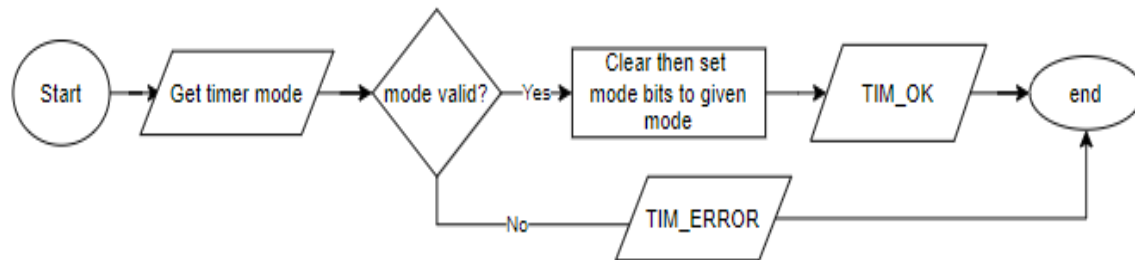 Start
Get timer mode
mode valid?
Yes
Clear then set
mode bits to given
mode
TIM_OK
end
No
TIM_ERROR